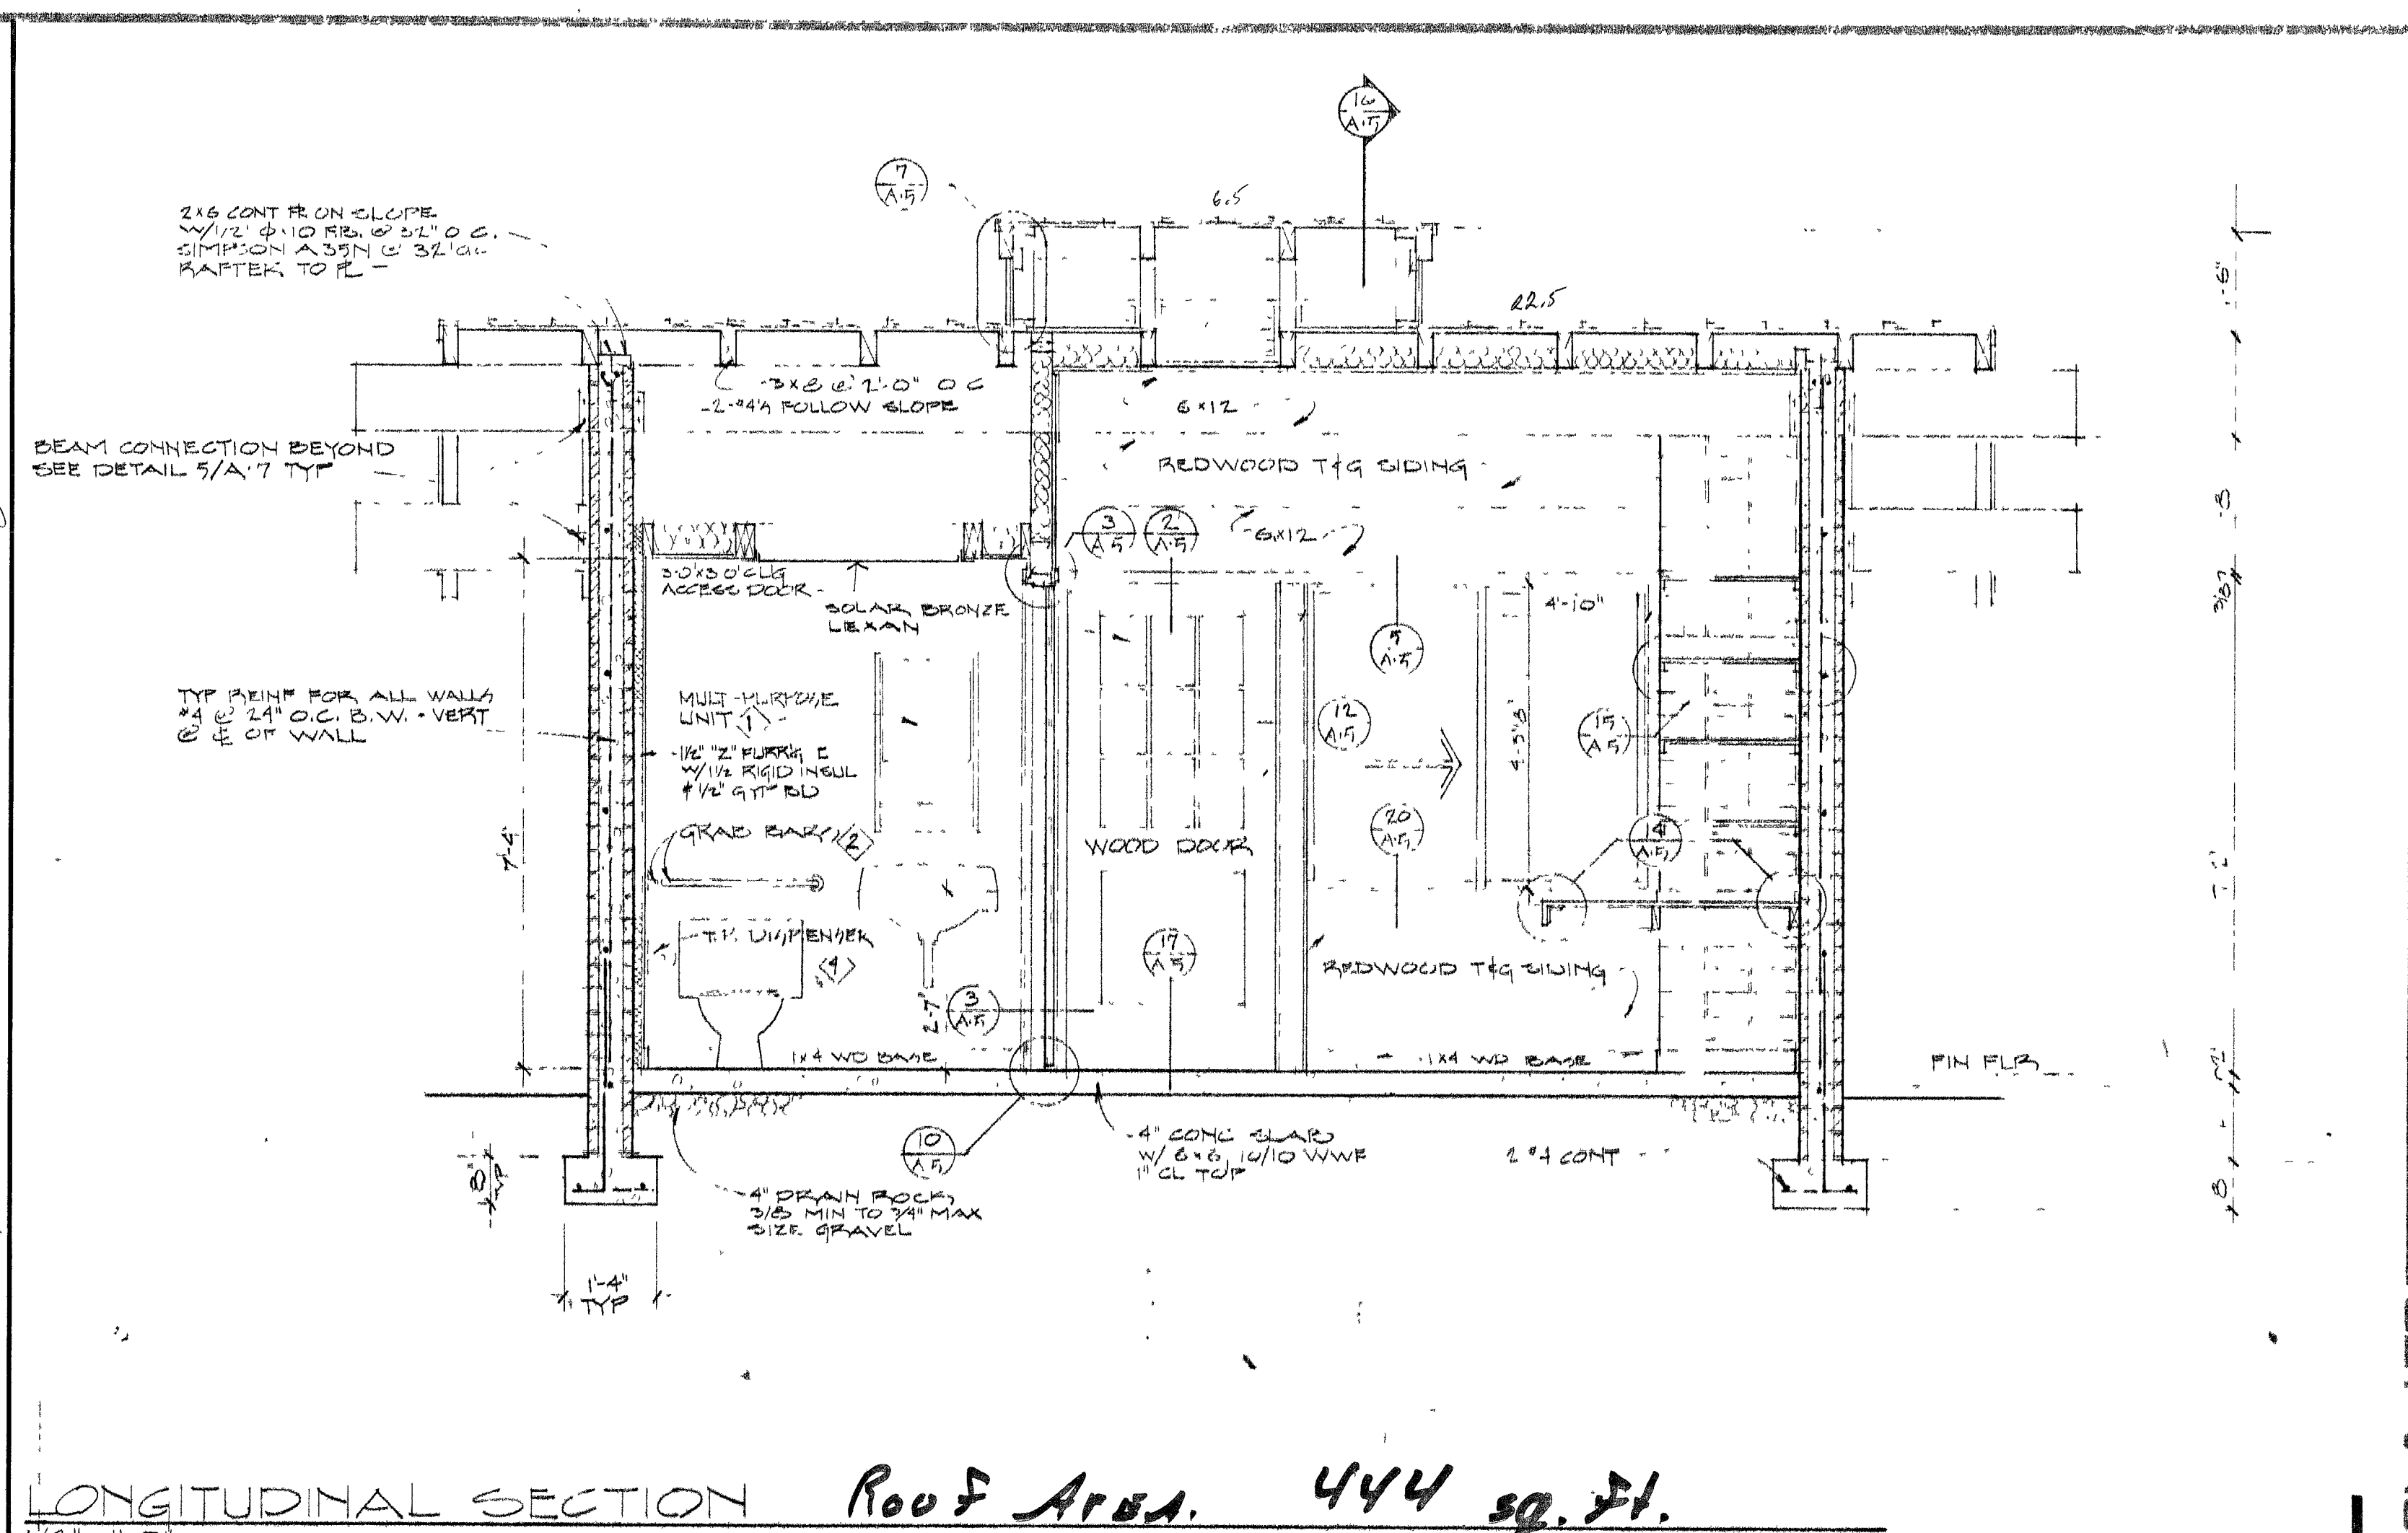 16
A.5
7
A.5
6.5
2x6 CONT PL ON SLOPE
W/1/2" Φ.10 RB. @ 32" O C.
SIMPSON A35N @ 32" OC
RAFTER TO PL -
22.5
3x8 @ 2'-0" O C
2-#4's FOLLOW SLOPE
6x12
BEAM CONNECTION BEYOND
SEE DETAIL 5/A.7 TYP
REDWOOD T&G SIDING
3
A.5
2
A.5
6x12
3'-0"x3'-0" CLG
ACCESS DOOR
SOLAR BRONZE
LEXAN
4'-10"
5
A.5
TYP REINF FOR ALL WALLS
#4 @ 24" O.C. B.W. • VERT
@ ℄ OF WALL
MULTI-PURPOSE
UNIT 1
1 1/2" "Z" FURR'G
W/ 1 1/2 RIGID INSUL
& 1/2" GYP BD
12
A.5
15
A.5
4'-3"
7'-4"
GRAB BARS 2
WOOD DOOR
20
A.5
14
A.5
T.P. DISPENSER
4
17
A.5
REDWOOD T&G SIDING
2'-7"
3
A.5
1x4 WD BASE
1x4 WD BASE
FIN FLR
10
A.5
4" CONC SLAB
W/ 6x6 10/10 WWF
1" CL TOP
2 #4 CONT
8"
TYP
4" DRAIN ROCK,
3/8 MIN TO 3/4" MAX
SIZE GRAVEL
8
1'-4"
TYP
LONGITUDINAL SECTION
Roof Area. 444 sq. ft.